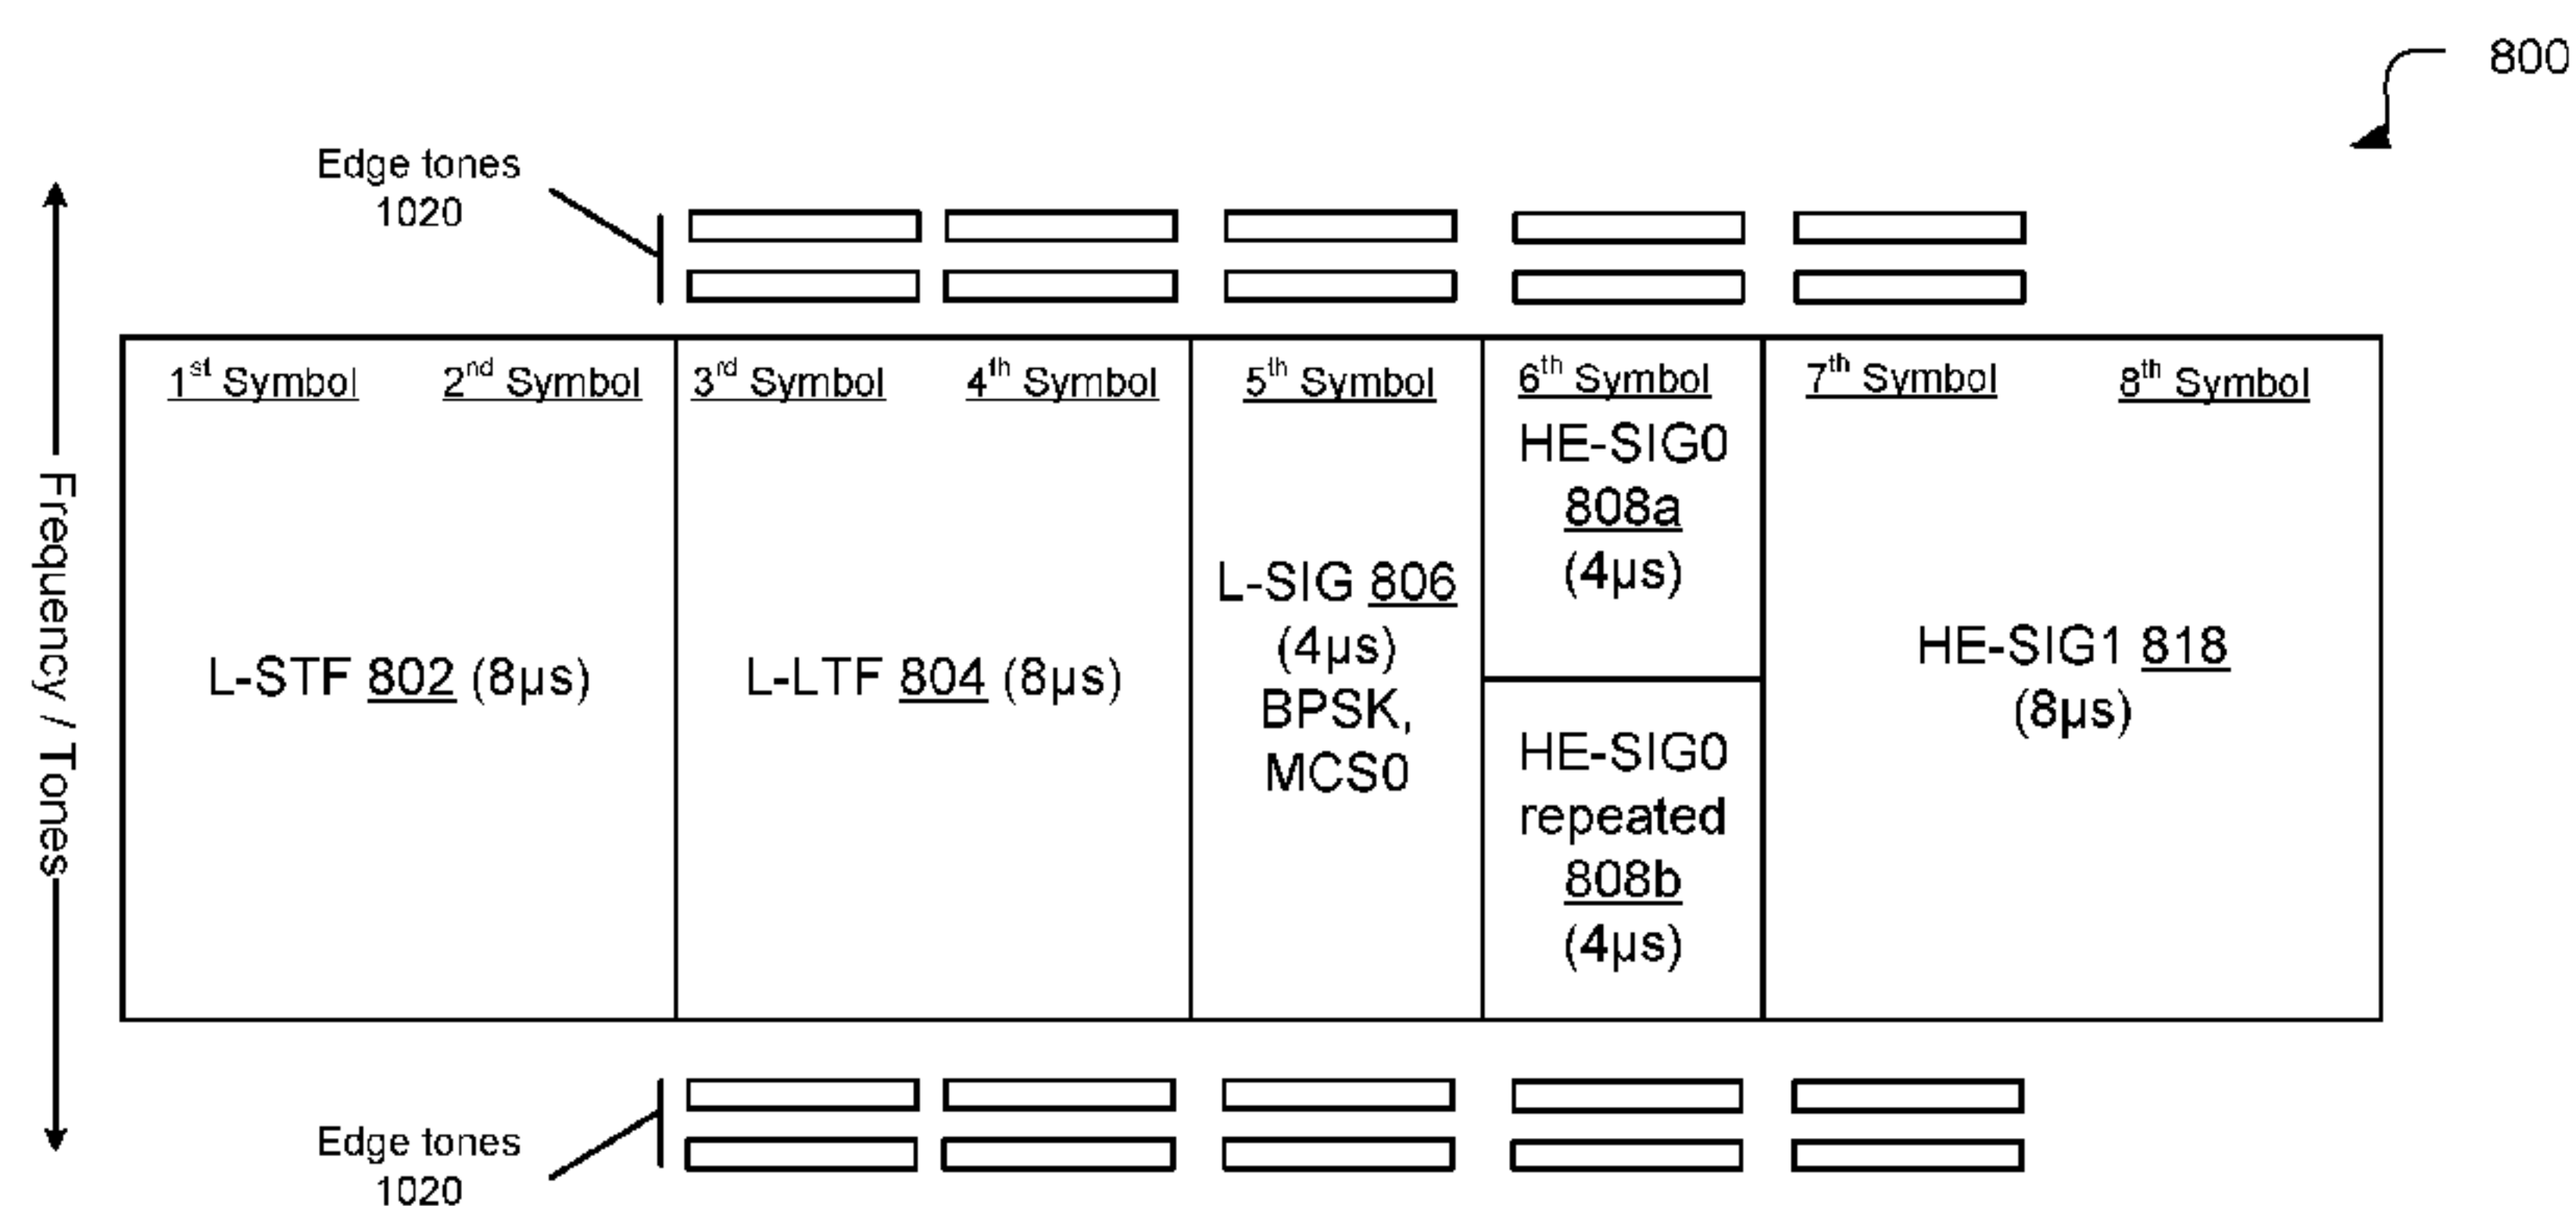 800
Edge tones
1020
Frequency / Tones
1st Symbol 2nd Symbol 3rd Symbol 4th Symbol 5th Symbol 6th Symbol 7th Symbol 8th Symbol
L-STF 802 (8µs)
L-LTF 804 (8µs)
L-SIG 806
(4µs)
BPSK,
MCS0
HE-SIG0
808a
(4µs)
HE-SIG0
repeated
808b
(4µs)
HE-SIG1 818
(8µs)
Edge tones
1020